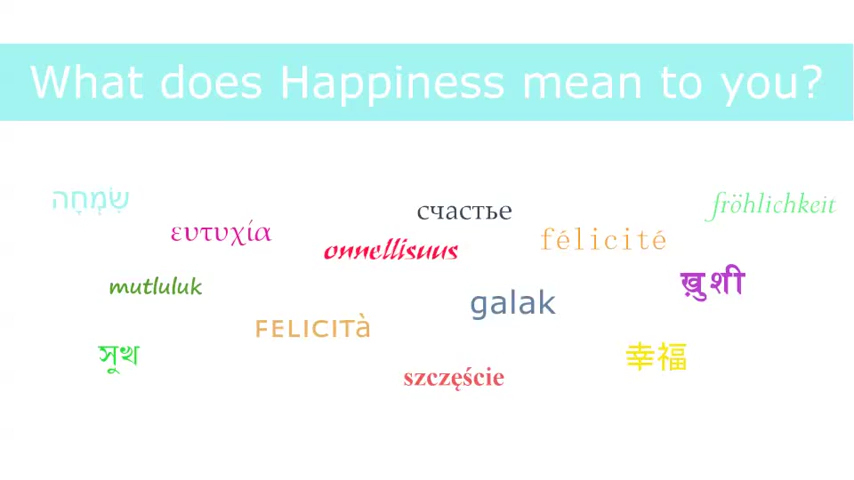 What does Happiness mean to you?
שִׂמְחָה
ευτυχία
счастье
onnellisuus
félicité
fröhlichkeit
mutluluk
galak
ख़ुशी
FELICITà
সুখ
szczęście
幸福